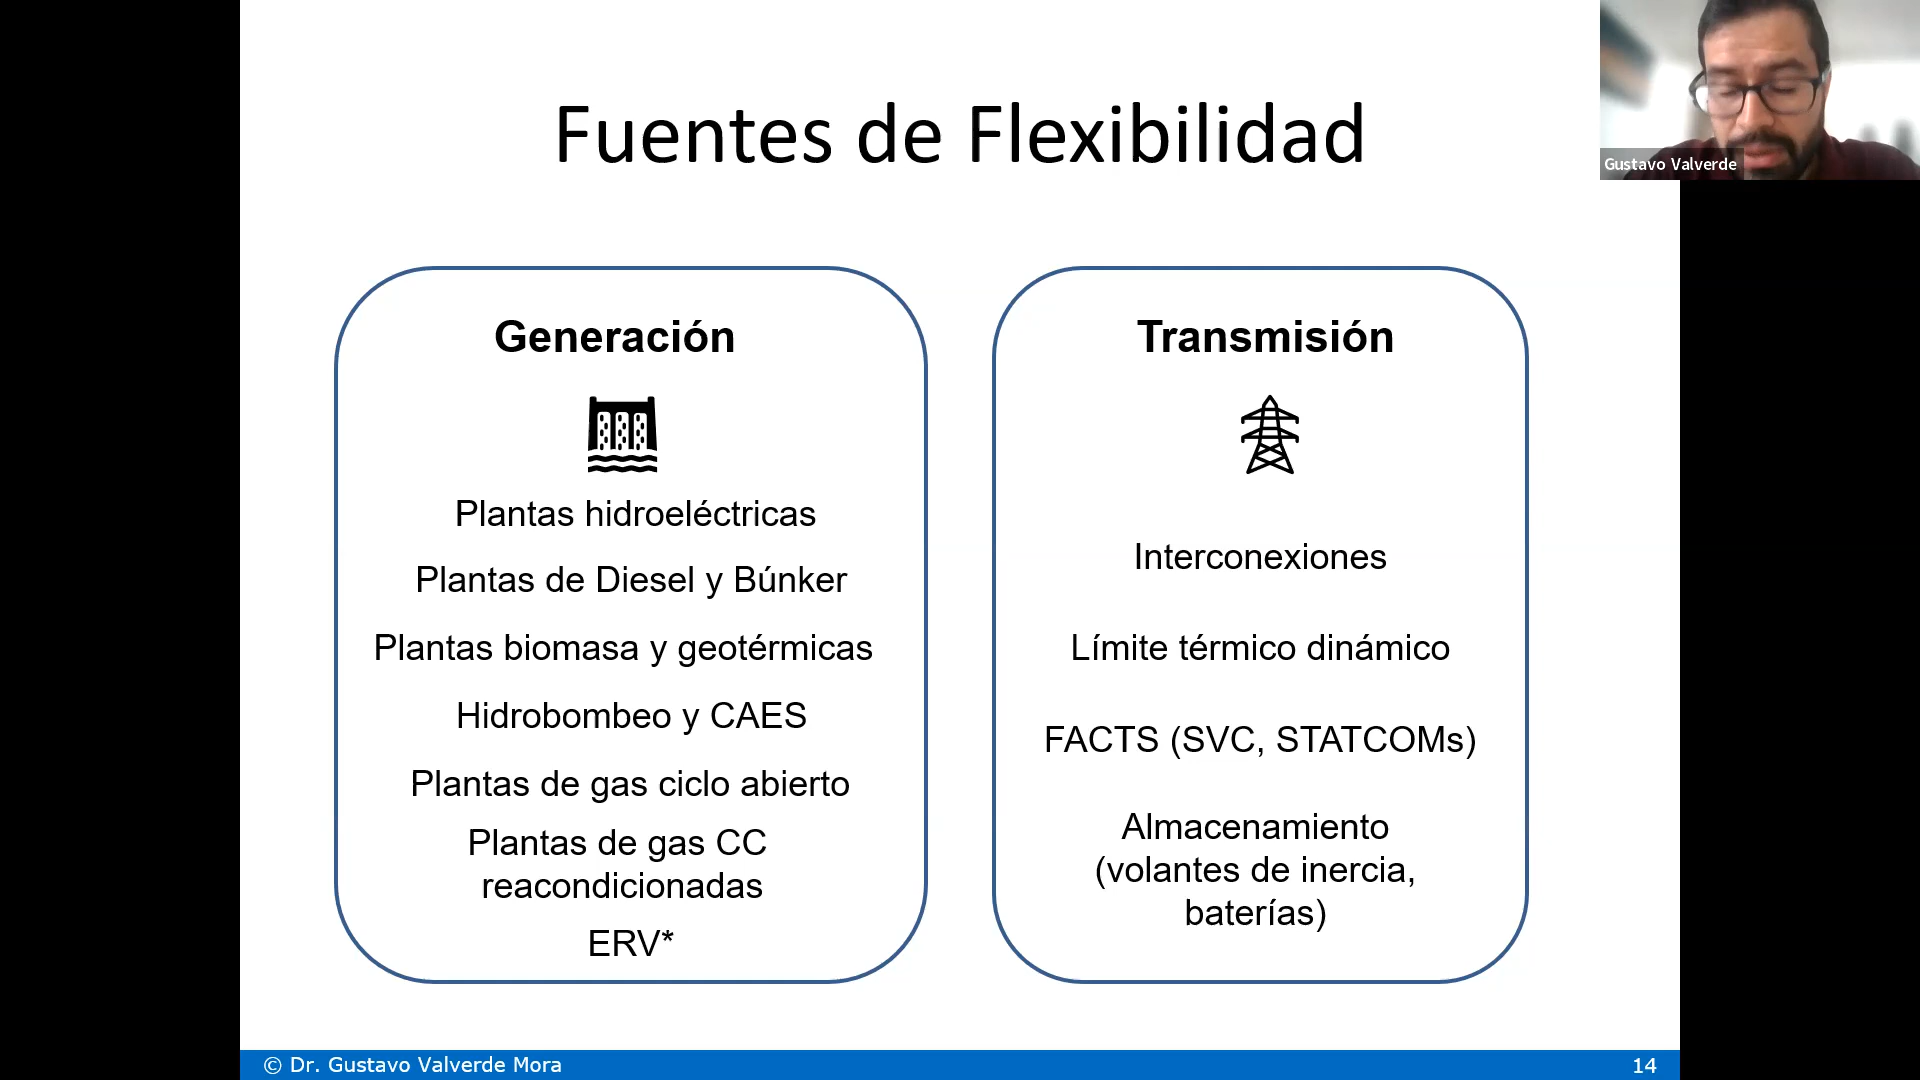 Fuentes de Flexibilidad
Gustavo Valverde
Generación
Plantas hidroeléctricas
Plantas de Diesel y Búnker
Plantas biomasa y geotérmicas
Hidrobombeo y CAES
Plantas de gas ciclo abierto
Plantas de gas CC
reacondicionadas
ERV*
Transmisión
Interconexiones
Límite térmico dinámico
FACTS (SVC, STATCOMs)
Almacenamiento
(volantes de inercia,
baterías)
© Dr. Gustavo Valverde Mora
14